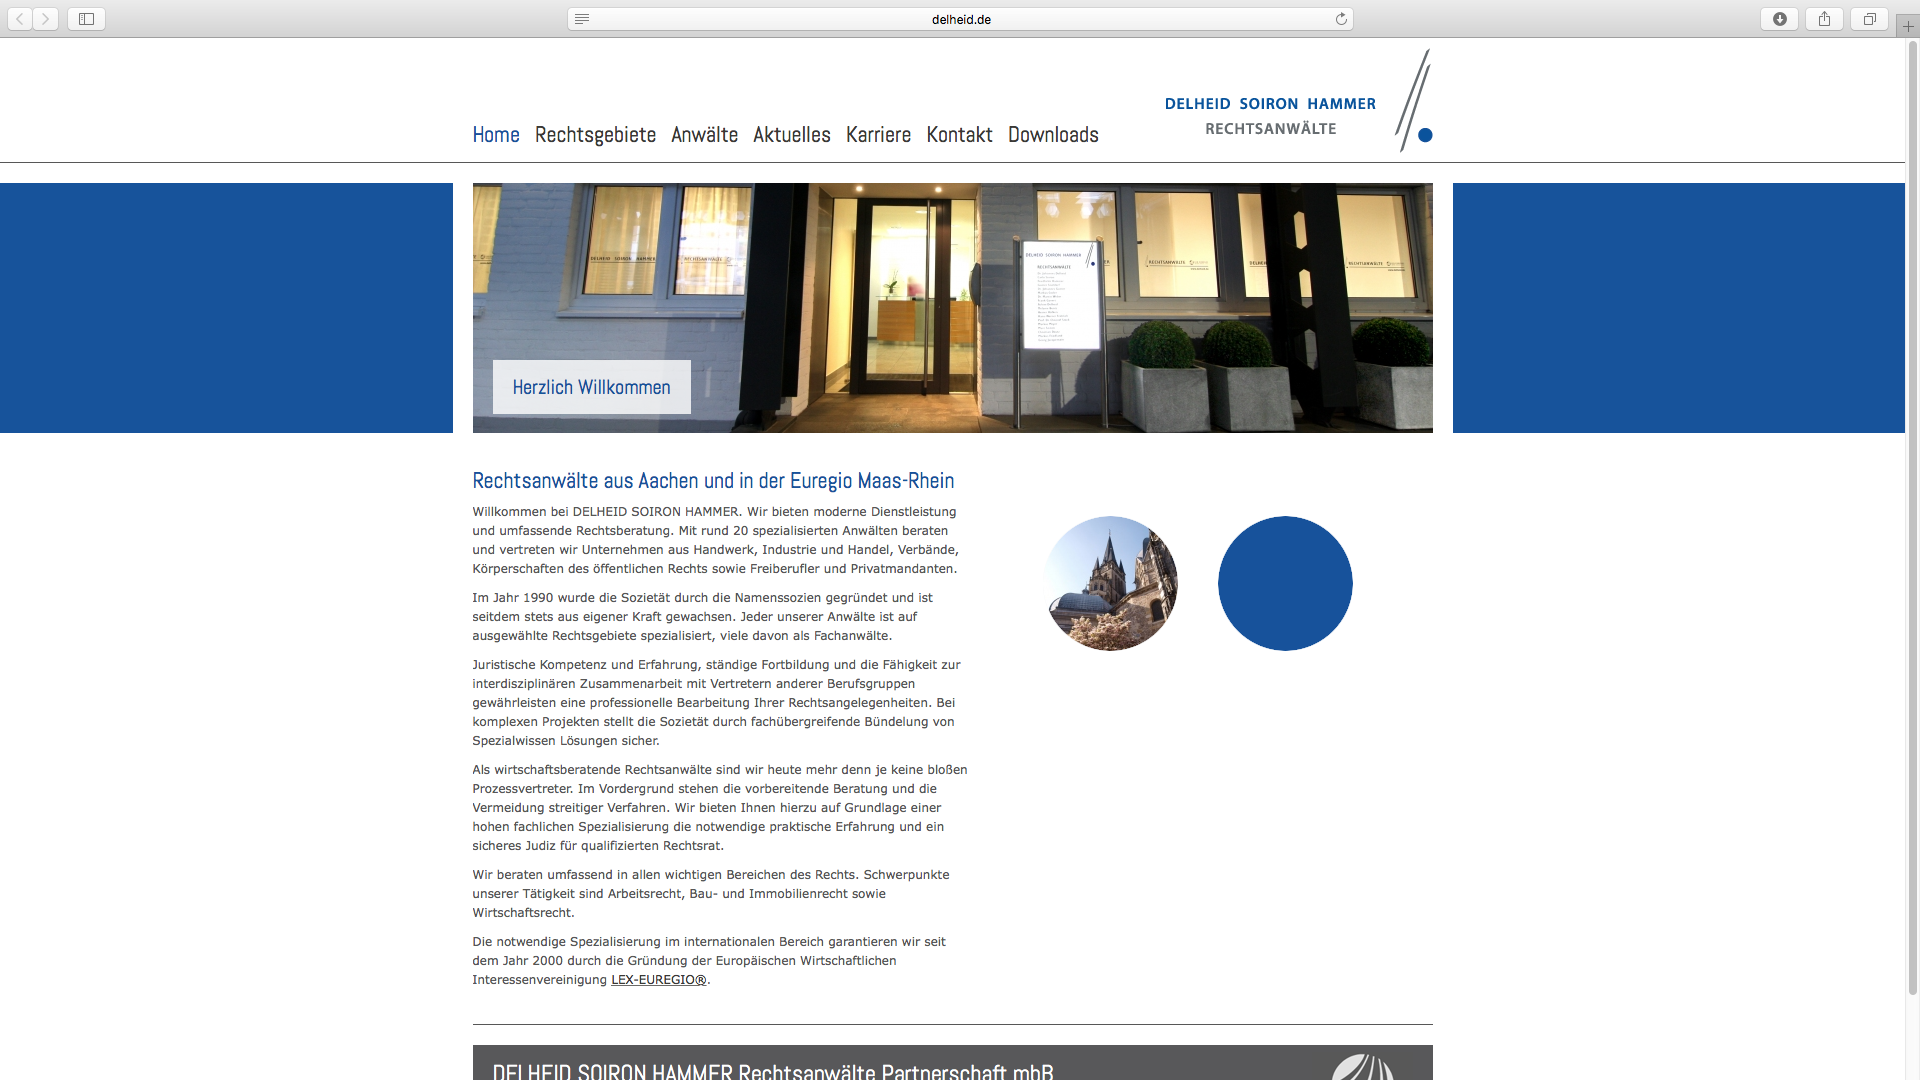 delheid.de
DELHEID SOIRON HAMMER
RECHTSANWÄLTE
Home Rechtsgebiete Anwälte Aktuelles Karriere Kontakt Downloads
DELHEID SOIRON HAMMER
RECHTSANWÄLTE
DELHEID SOIRON HAMMER
RECHTSANWÄLTE
RECHTSANWÄLTE
RECHTSANWÄLTE
Herzlich Willkommen
Rechtsanwälte aus Aachen und in der Euregio Maas-Rhein
Willkommen bei DELHEID SOIRON HAMMER. Wir bieten moderne Dienstleistung
und umfassende Rechtsberatung. Mit rund 20 spezialisierten Anwälten beraten
und vertreten wir Unternehmen aus Handwerk, Industrie und Handel, Verbände,
Körperschaften des öffentlichen Rechts sowie Freiberufler und Privatmandanten.
Im Jahr 1990 wurde die Sozietät durch die Namenssozien gegründet und ist
seitdem stets aus eigener Kraft gewachsen. Jeder unserer Anwälte ist auf
ausgewählte Rechtsgebiete spezialisiert, viele davon als Fachanwälte.
Juristische Kompetenz und Erfahrung, ständige Fortbildung und die Fähigkeit zur
interdisziplinären Zusammenarbeit mit Vertretern anderer Berufsgruppen
gewährleisten eine professionelle Bearbeitung Ihrer Rechtsangelegenheiten. Bei
komplexen Projekten stellt die Sozietät durch fachübergreifende Bündelung von
Spezialwissen Lösungen sicher.
Als wirtschaftsberatende Rechtsanwälte sind wir heute mehr denn je keine bloßen
Prozessvertreter. Im Vordergrund stehen die vorbereitende Beratung und die
Vermeidung streitiger Verfahren. Wir bieten Ihnen hierzu auf Grundlage einer
hohen fachlichen Spezialisierung die notwendige praktische Erfahrung und ein
sicheres Judiz für qualifizierten Rechtsrat.
Wir beraten umfassend in allen wichtigen Bereichen des Rechts. Schwerpunkte
unserer Tätigkeit sind Arbeitsrecht, Bau- und Immobilienrecht sowie
Wirtschaftsrecht.
Die notwendige Spezialisierung im internationalen Bereich garantieren wir seit
dem Jahr 2000 durch die Gründung der Europäischen Wirtschaftlichen
Interessenvereinigung LEX-EUREGIO®.
DELHEID SOIRON HAMMER Rechtsanwälte Partnerschaft mbB